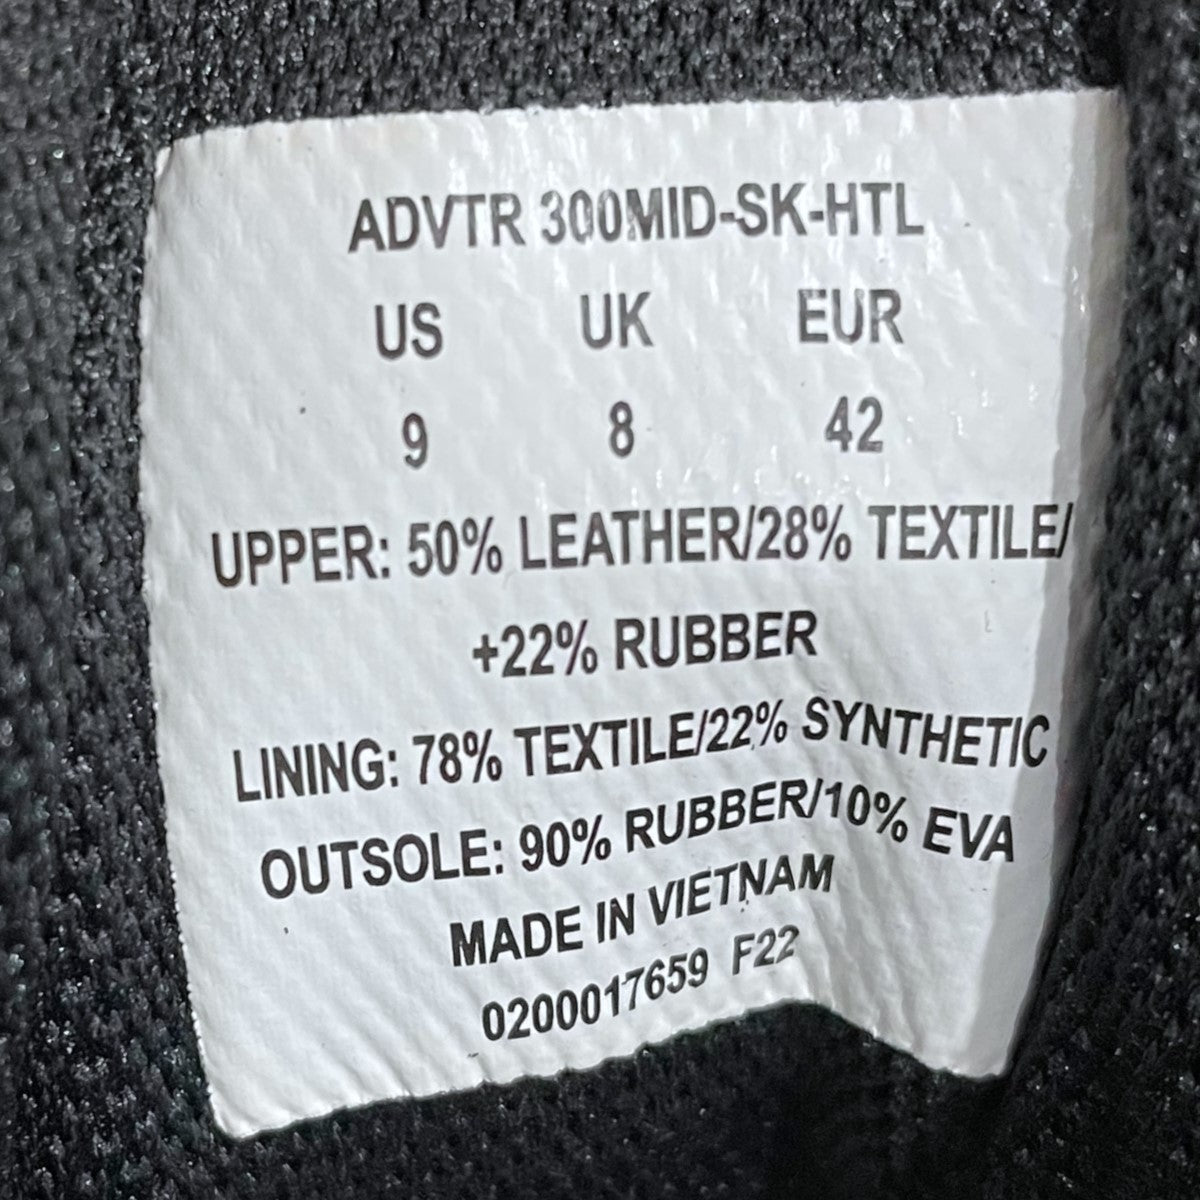 ADVTR 300MID-SK-HTL
US UK EUR
9 8 42
UPPER: 50% LEATHER/28% TEXTILE/
+22% RUBBER
LINING: 78% TEXTILE/22% SYNTHETIC
OUTSOLE: 90% RUBBER/10% EVA
MADE IN VIETNAM
0200017659 F22